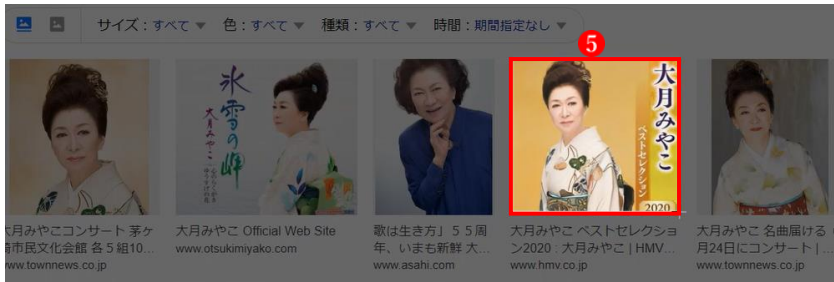 サイズ：すべて ▼ 色：すべて ▼ 種類：すべて ▼ 時間：期間指定なし ▼
5
氷雪の岬
大月みやこ
大月みやこ
ベストセレクション
2020
大月みやこコンサート 茅ヶ
崎市民文化会館 各５組10...
www.townnews.co.jp
大月みやこ Official Web Site
www.otsukimiyako.com
歌は生き方」５５周
年、いまも新鮮 大...
www.asahi.com
大月みやこ ベストセレクショ
ン2020 : 大月みやこ | HMV...
www.hmv.co.jp
大月みやこ 名曲届ける
月24日にコンサート | ...
www.townnews.co.jp